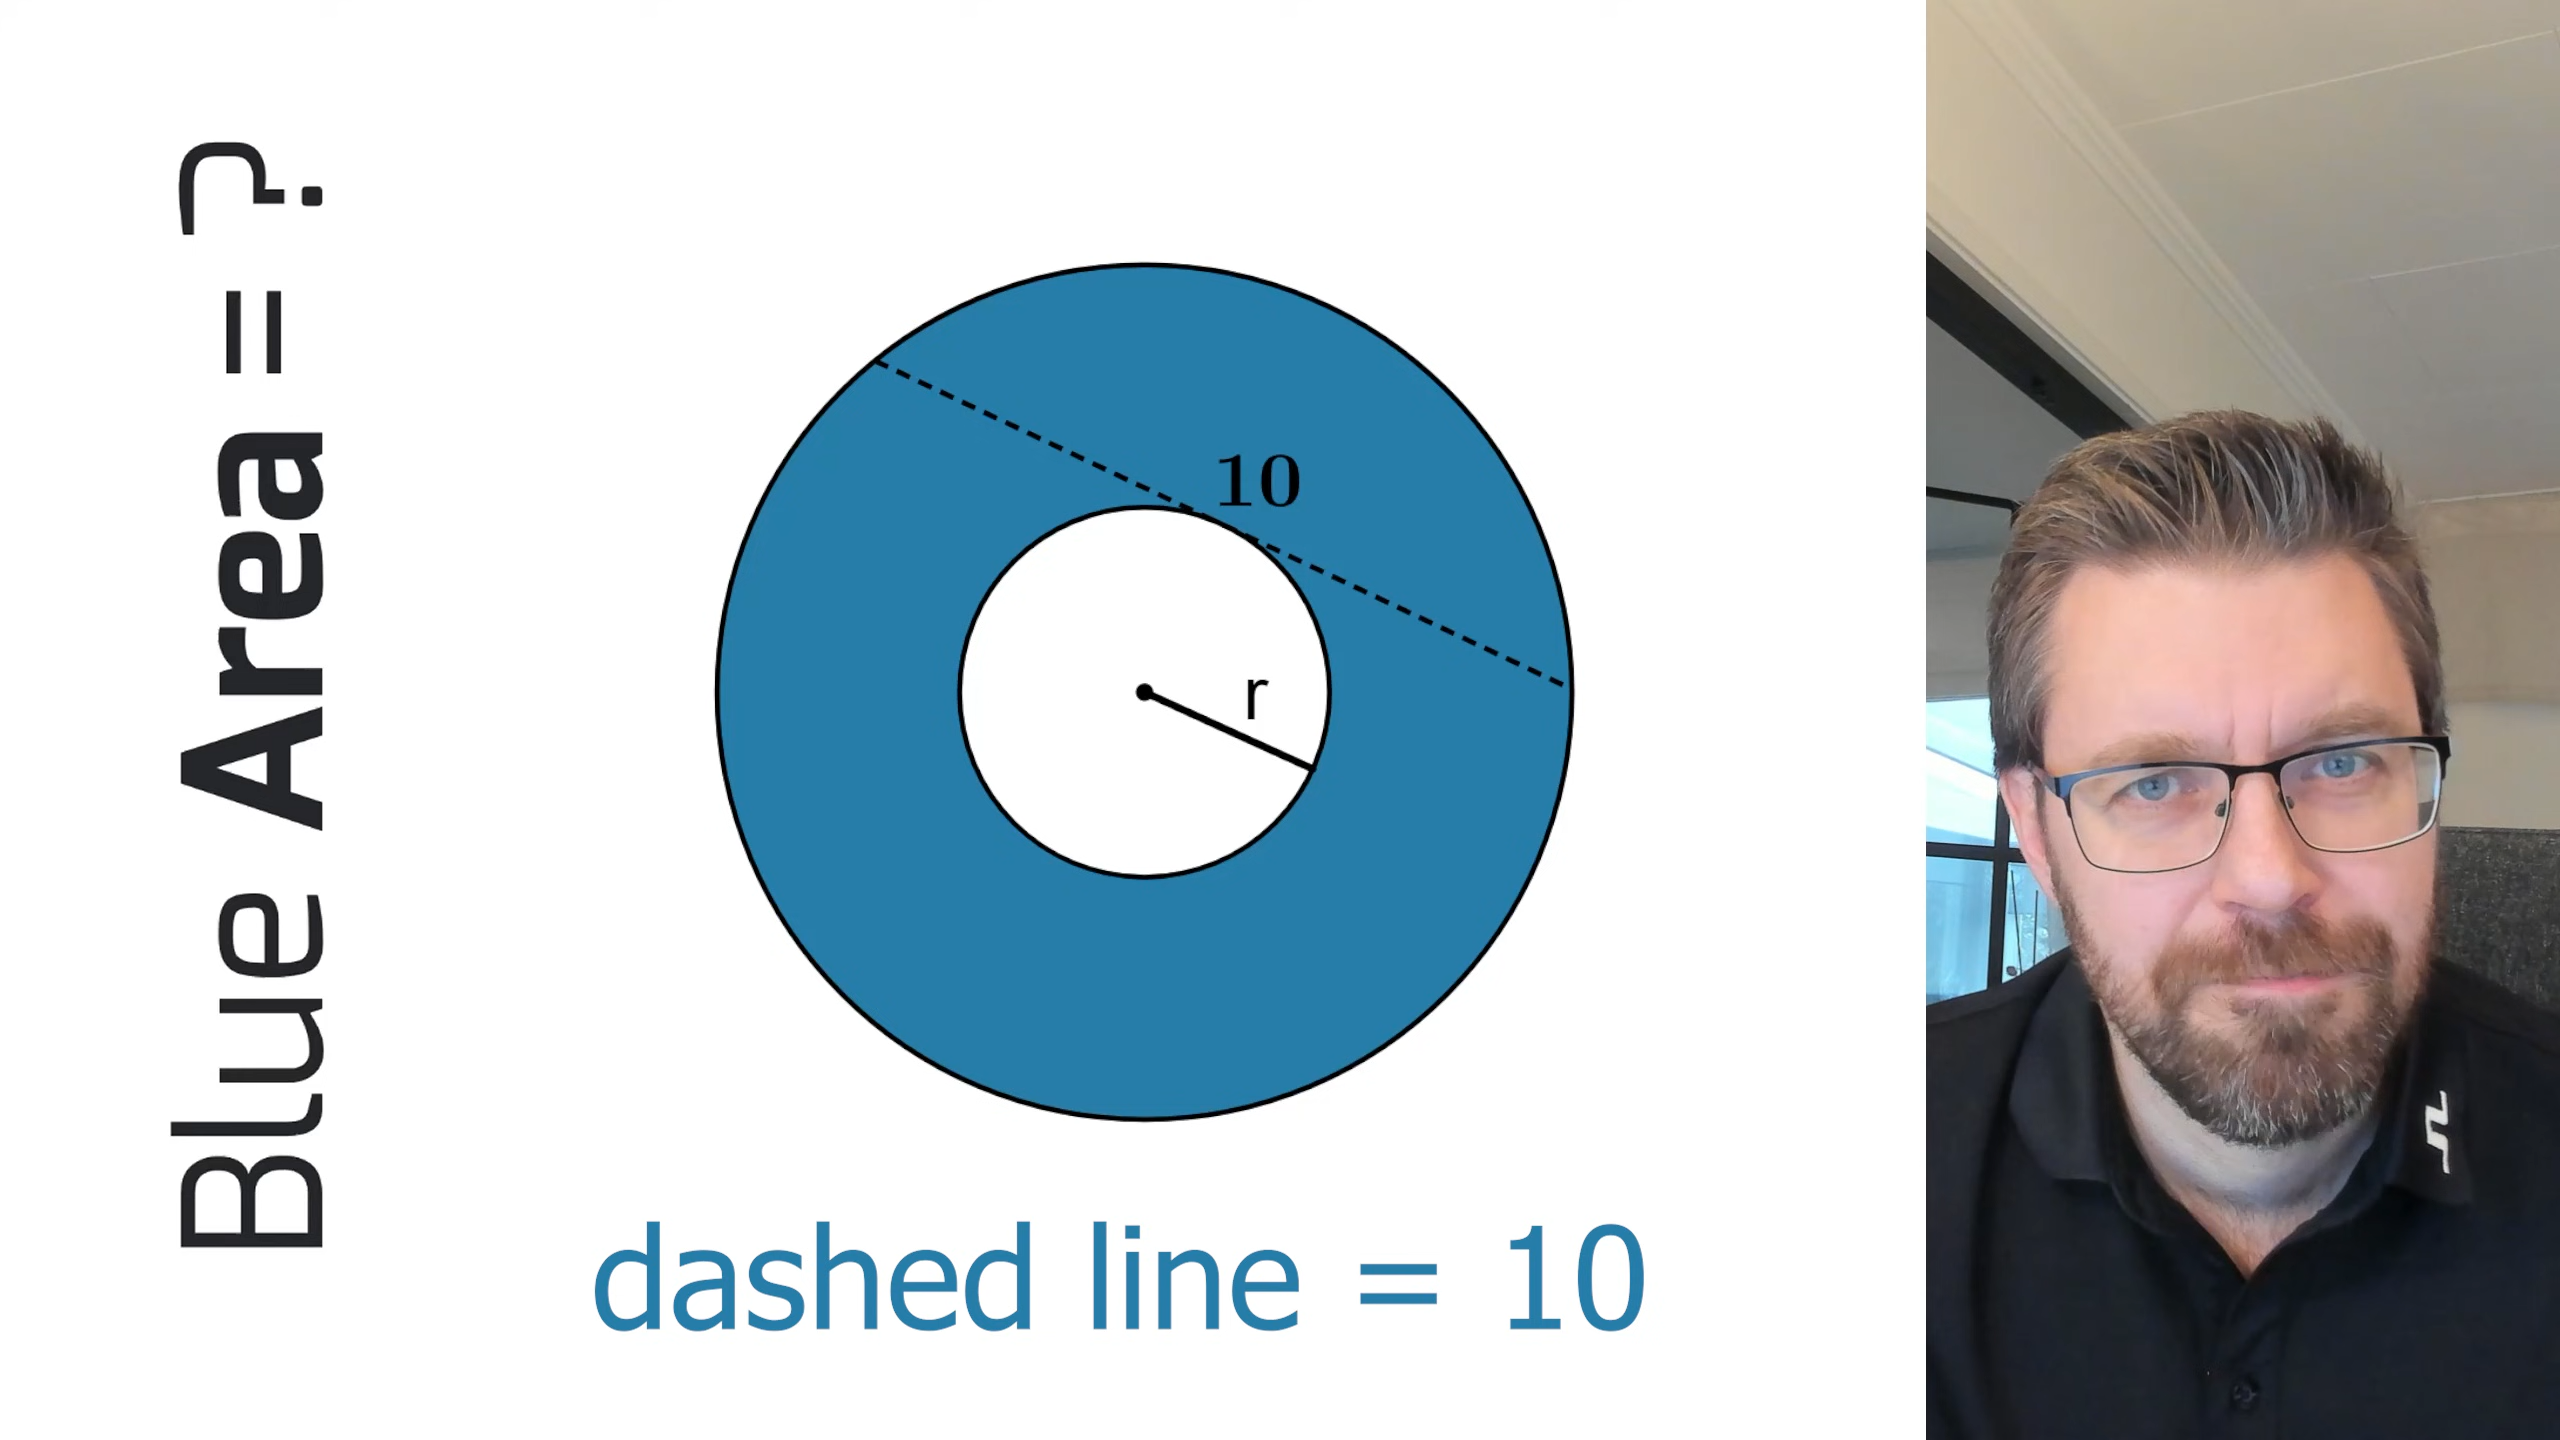 Blue Area = ?
10
r
dashed line = 10